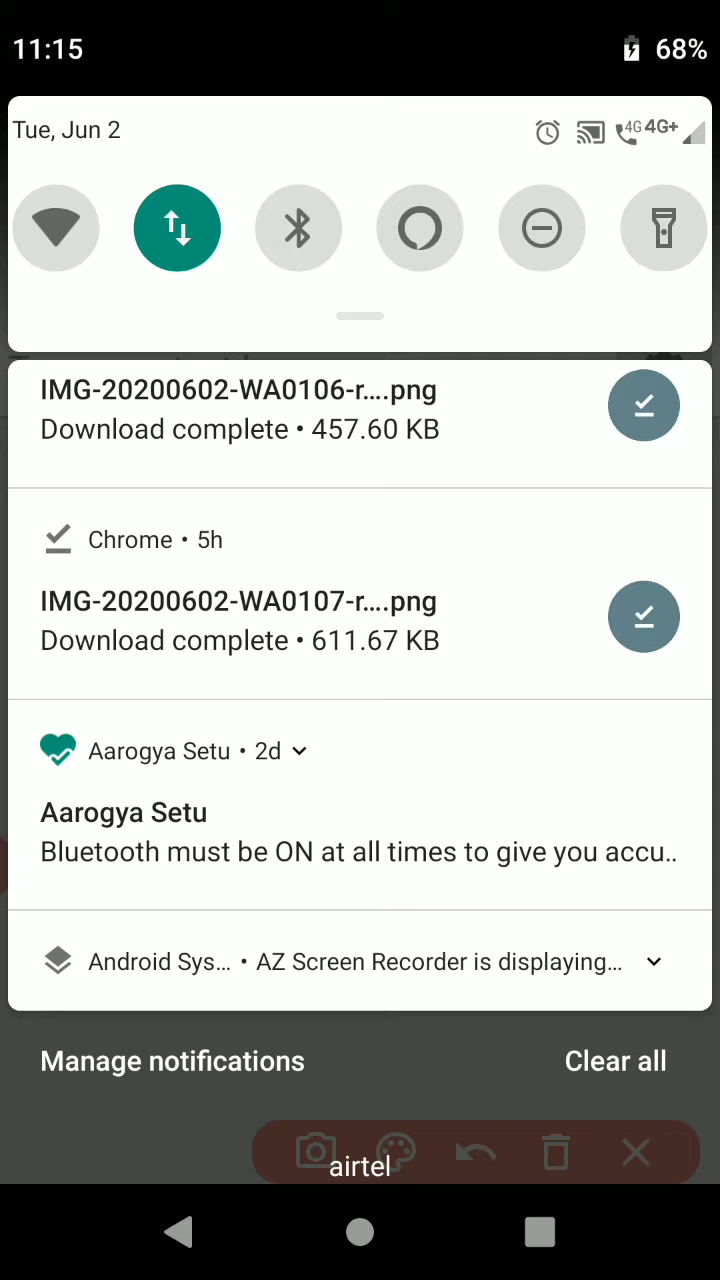 11:15
68%
Tue, Jun 2
4G 4G+
IMG-20200602-WA0106-r....png
Download complete • 457.60 KB
Chrome • 5h
IMG-20200602-WA0107-r....png
Download complete • 611.67 KB
Aarogya Setu • 2d
Aarogya Setu
Bluetooth must be ON at all times to give you accu..
Android Sys... • AZ Screen Recorder is displaying...
Manage notifications
Clear all
airtel